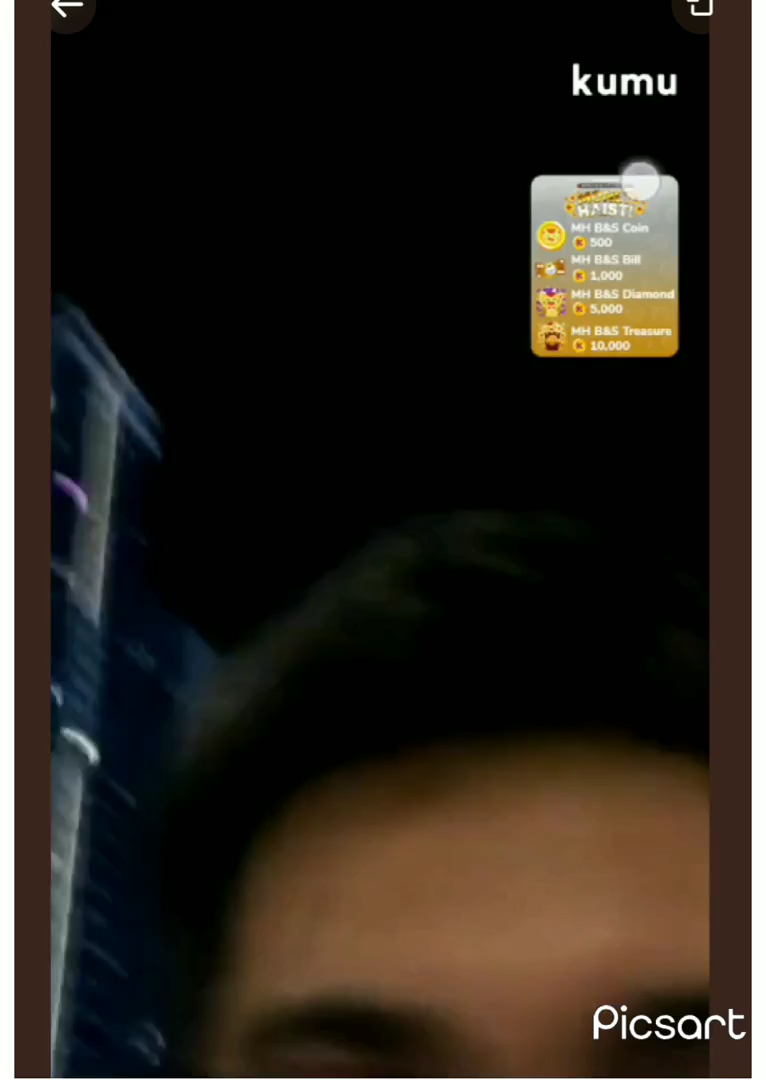 kumu
HAIST!
MH B&S Coin
500
MH B&S Bill
1,000
MH B&S Diamond
5,000
MH B&S Treasure
10,000
Picsart